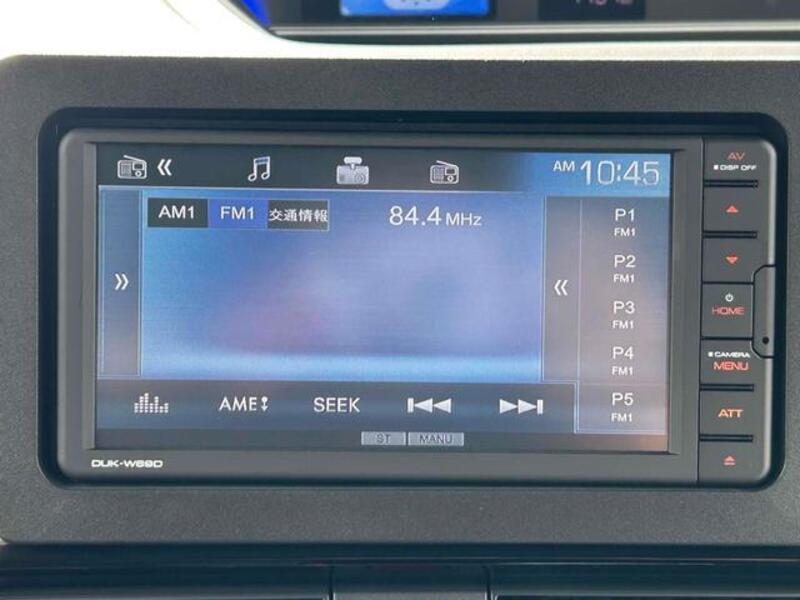 AM 10:45
AV
DISP OFF
AM1 FM1 交通情報 84.4 MHz
P1
FM1
P2
FM1
P3
FM1
P4
FM1
P5
FM1
HOME
CAMERA
MENU
ATT
AME SEEK
ST MANU
DUK-W69D